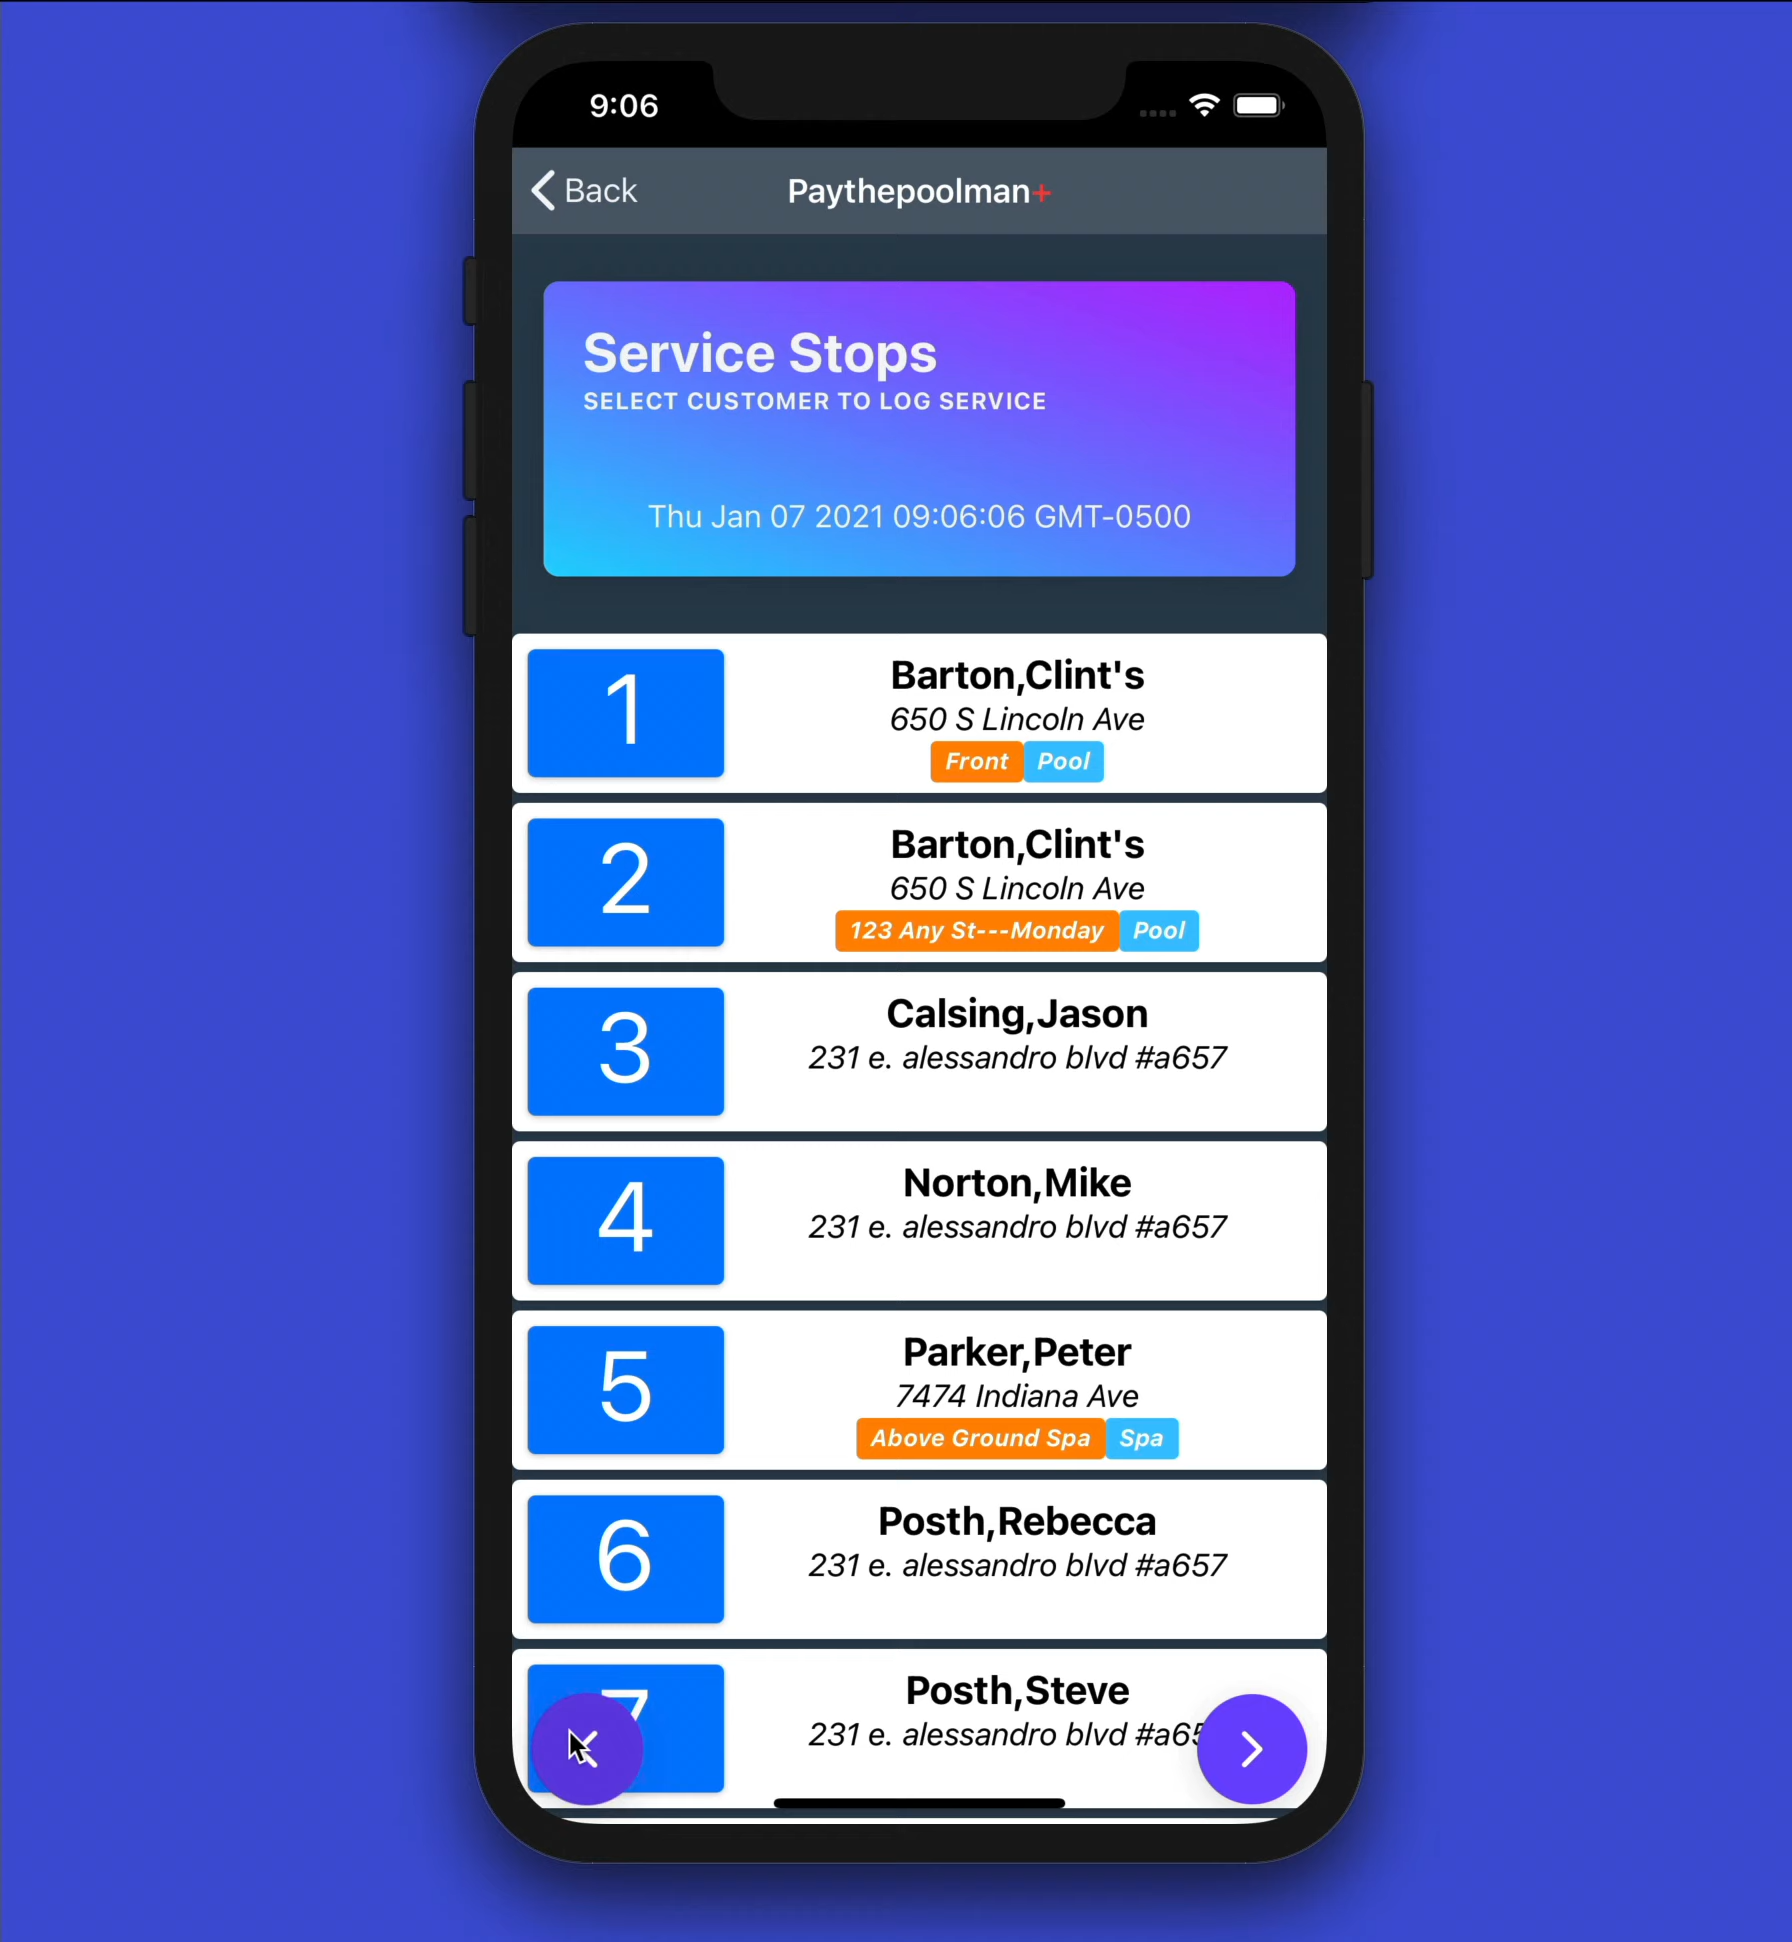 9:06
Back
Paythepoolman+
Service Stops
SELECT CUSTOMER TO LOG SERVICE
Thu Jan 07 2021 09:06:06 GMT-0500
1
Barton,Clint's
650 S Lincoln Ave
Front Pool
2
Barton,Clint's
650 S Lincoln Ave
123 Any St---Monday Pool
3
Calsing,Jason
231 e. alessandro blvd #a657
4
Norton,Mike
231 e. alessandro blvd #a657
5
Parker,Peter
7474 Indiana Ave
Above Ground Spa Spa
6
Posth,Rebecca
231 e. alessandro blvd #a657
7
Posth,Steve
231 e. alessandro blvd